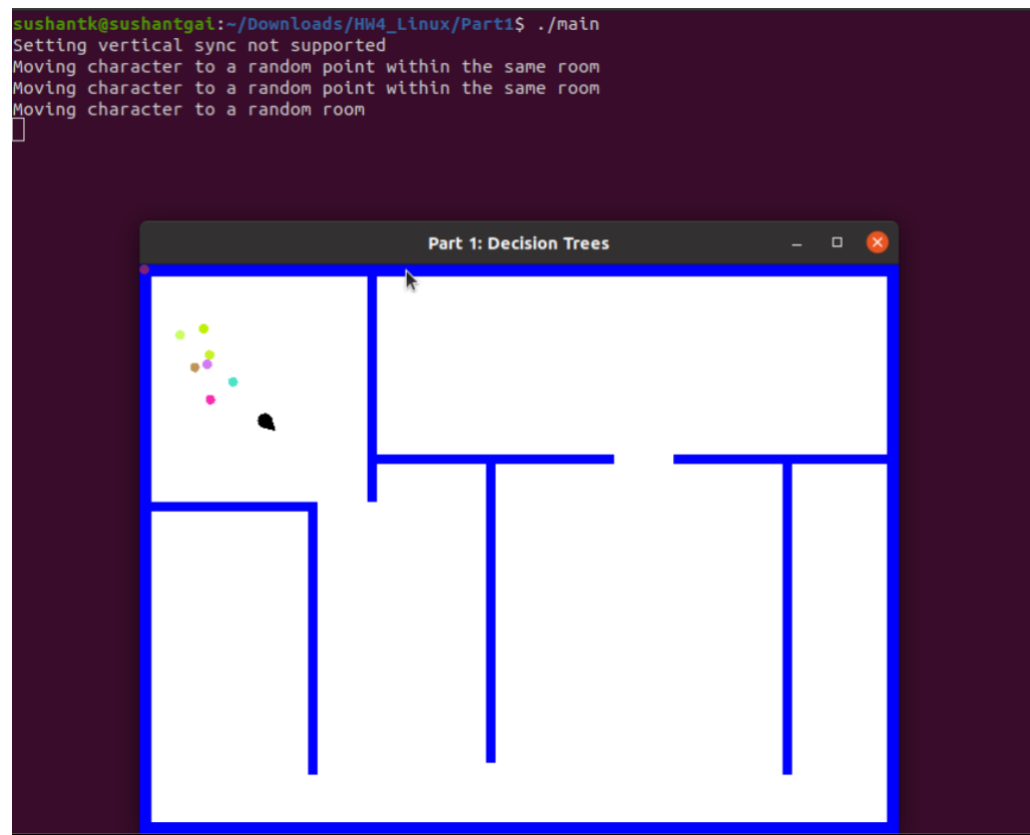 sushantk@sushantgai:~/Downloads/HW4_Linux/Part1$ ./main
Setting vertical sync not supported
Moving character to a random point within the same room
Moving character to a random point within the same room
Moving character to a random room
Part 1: Decision Trees